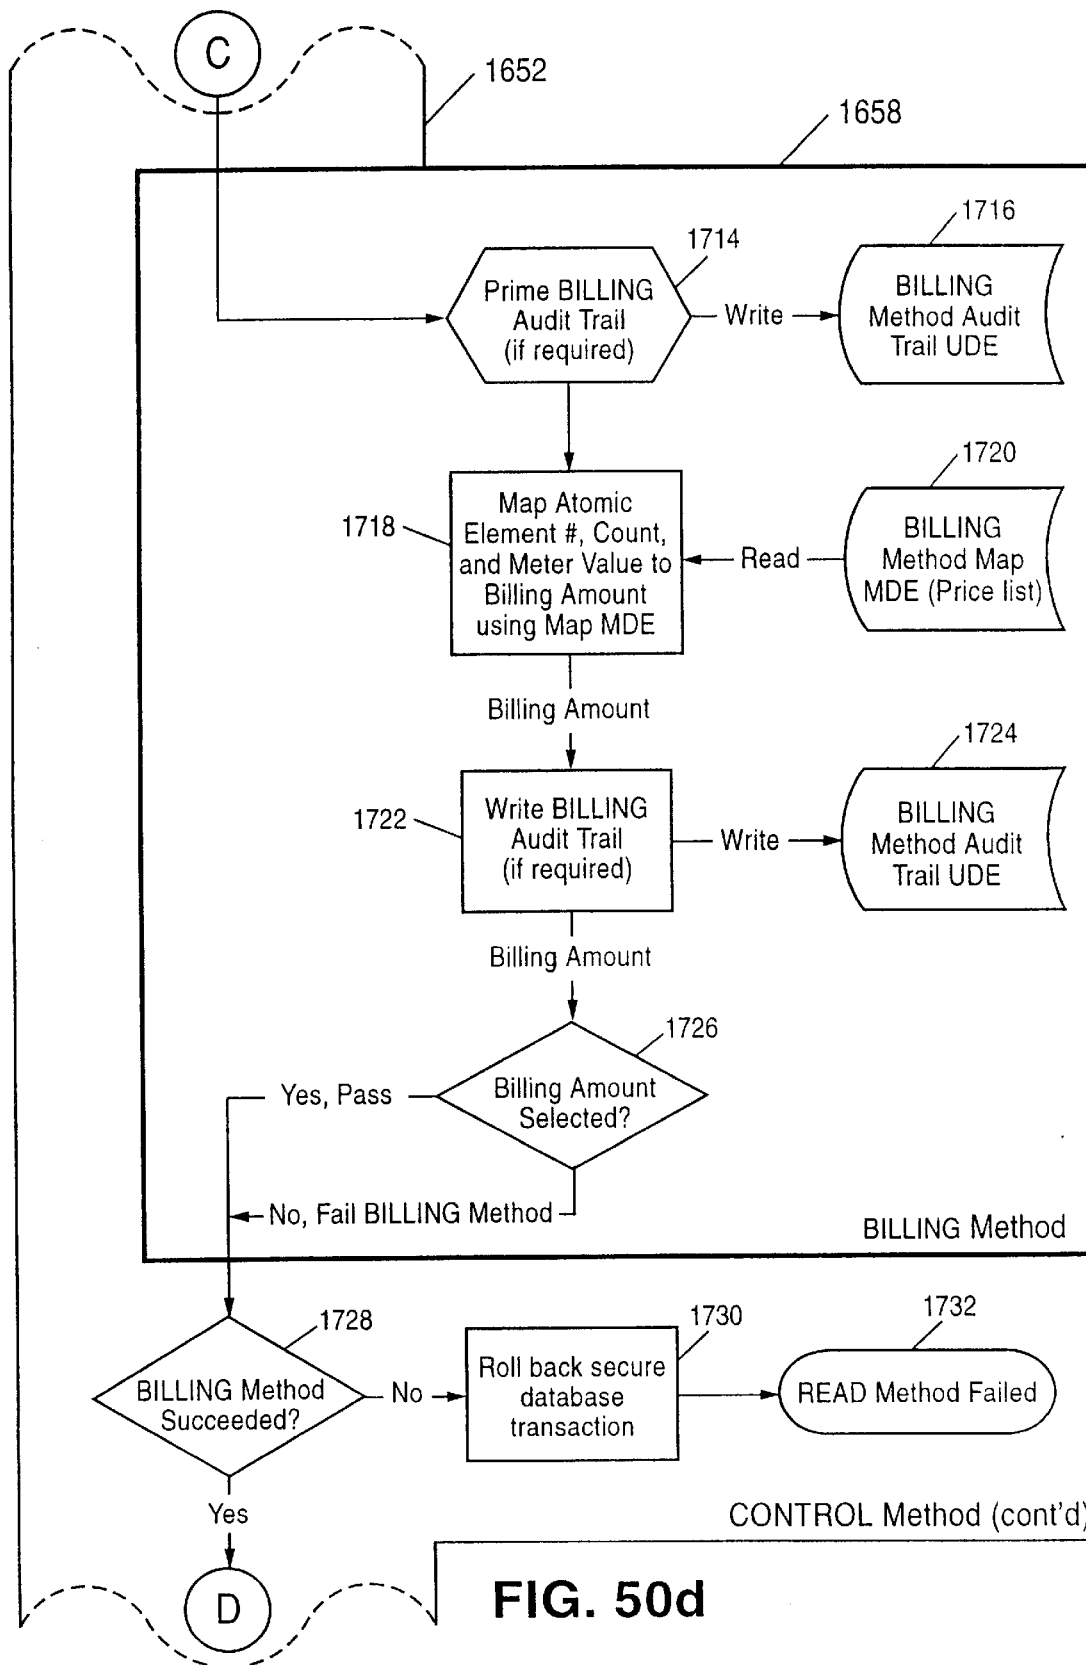 C
1652
1658
1714
1716
Prime BILLING
Audit Trail
(if required)
Write
BILLING
Method Audit
Trail UDE
1718
Map Atomic
Element #, Count,
and Meter Value to
Billing Amount
using Map MDE
Read
1720
BILLING
Method Map
MDE (Price list)
Billing Amount
1722
Write BILLING
Audit Trail
(if required)
Write
1724
BILLING
Method Audit
Trail UDE
Billing Amount
1726
Billing Amount
Selected?
Yes, Pass
No, Fail BILLING Method
BILLING Method
1728
BILLING Method
Succeeded?
No
1730
Roll back secure
database
transaction
1732
READ Method Failed
Yes
CONTROL Method (cont'd)
D
FIG. 50d